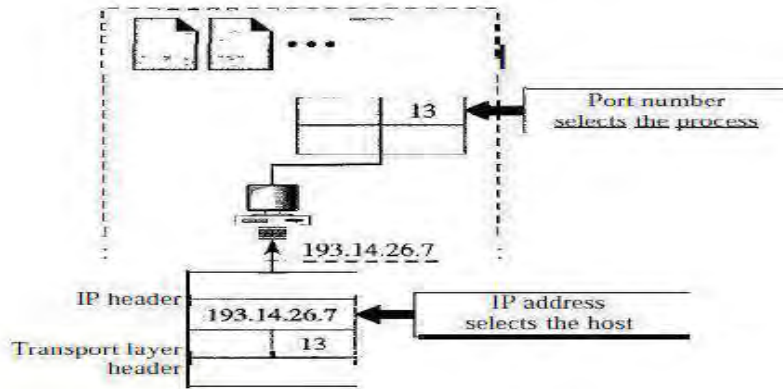 13
Port number
selects the process
193.14.26.7
IP header
193.14.26.7
IP address
selects the host
Transport layer
header
13